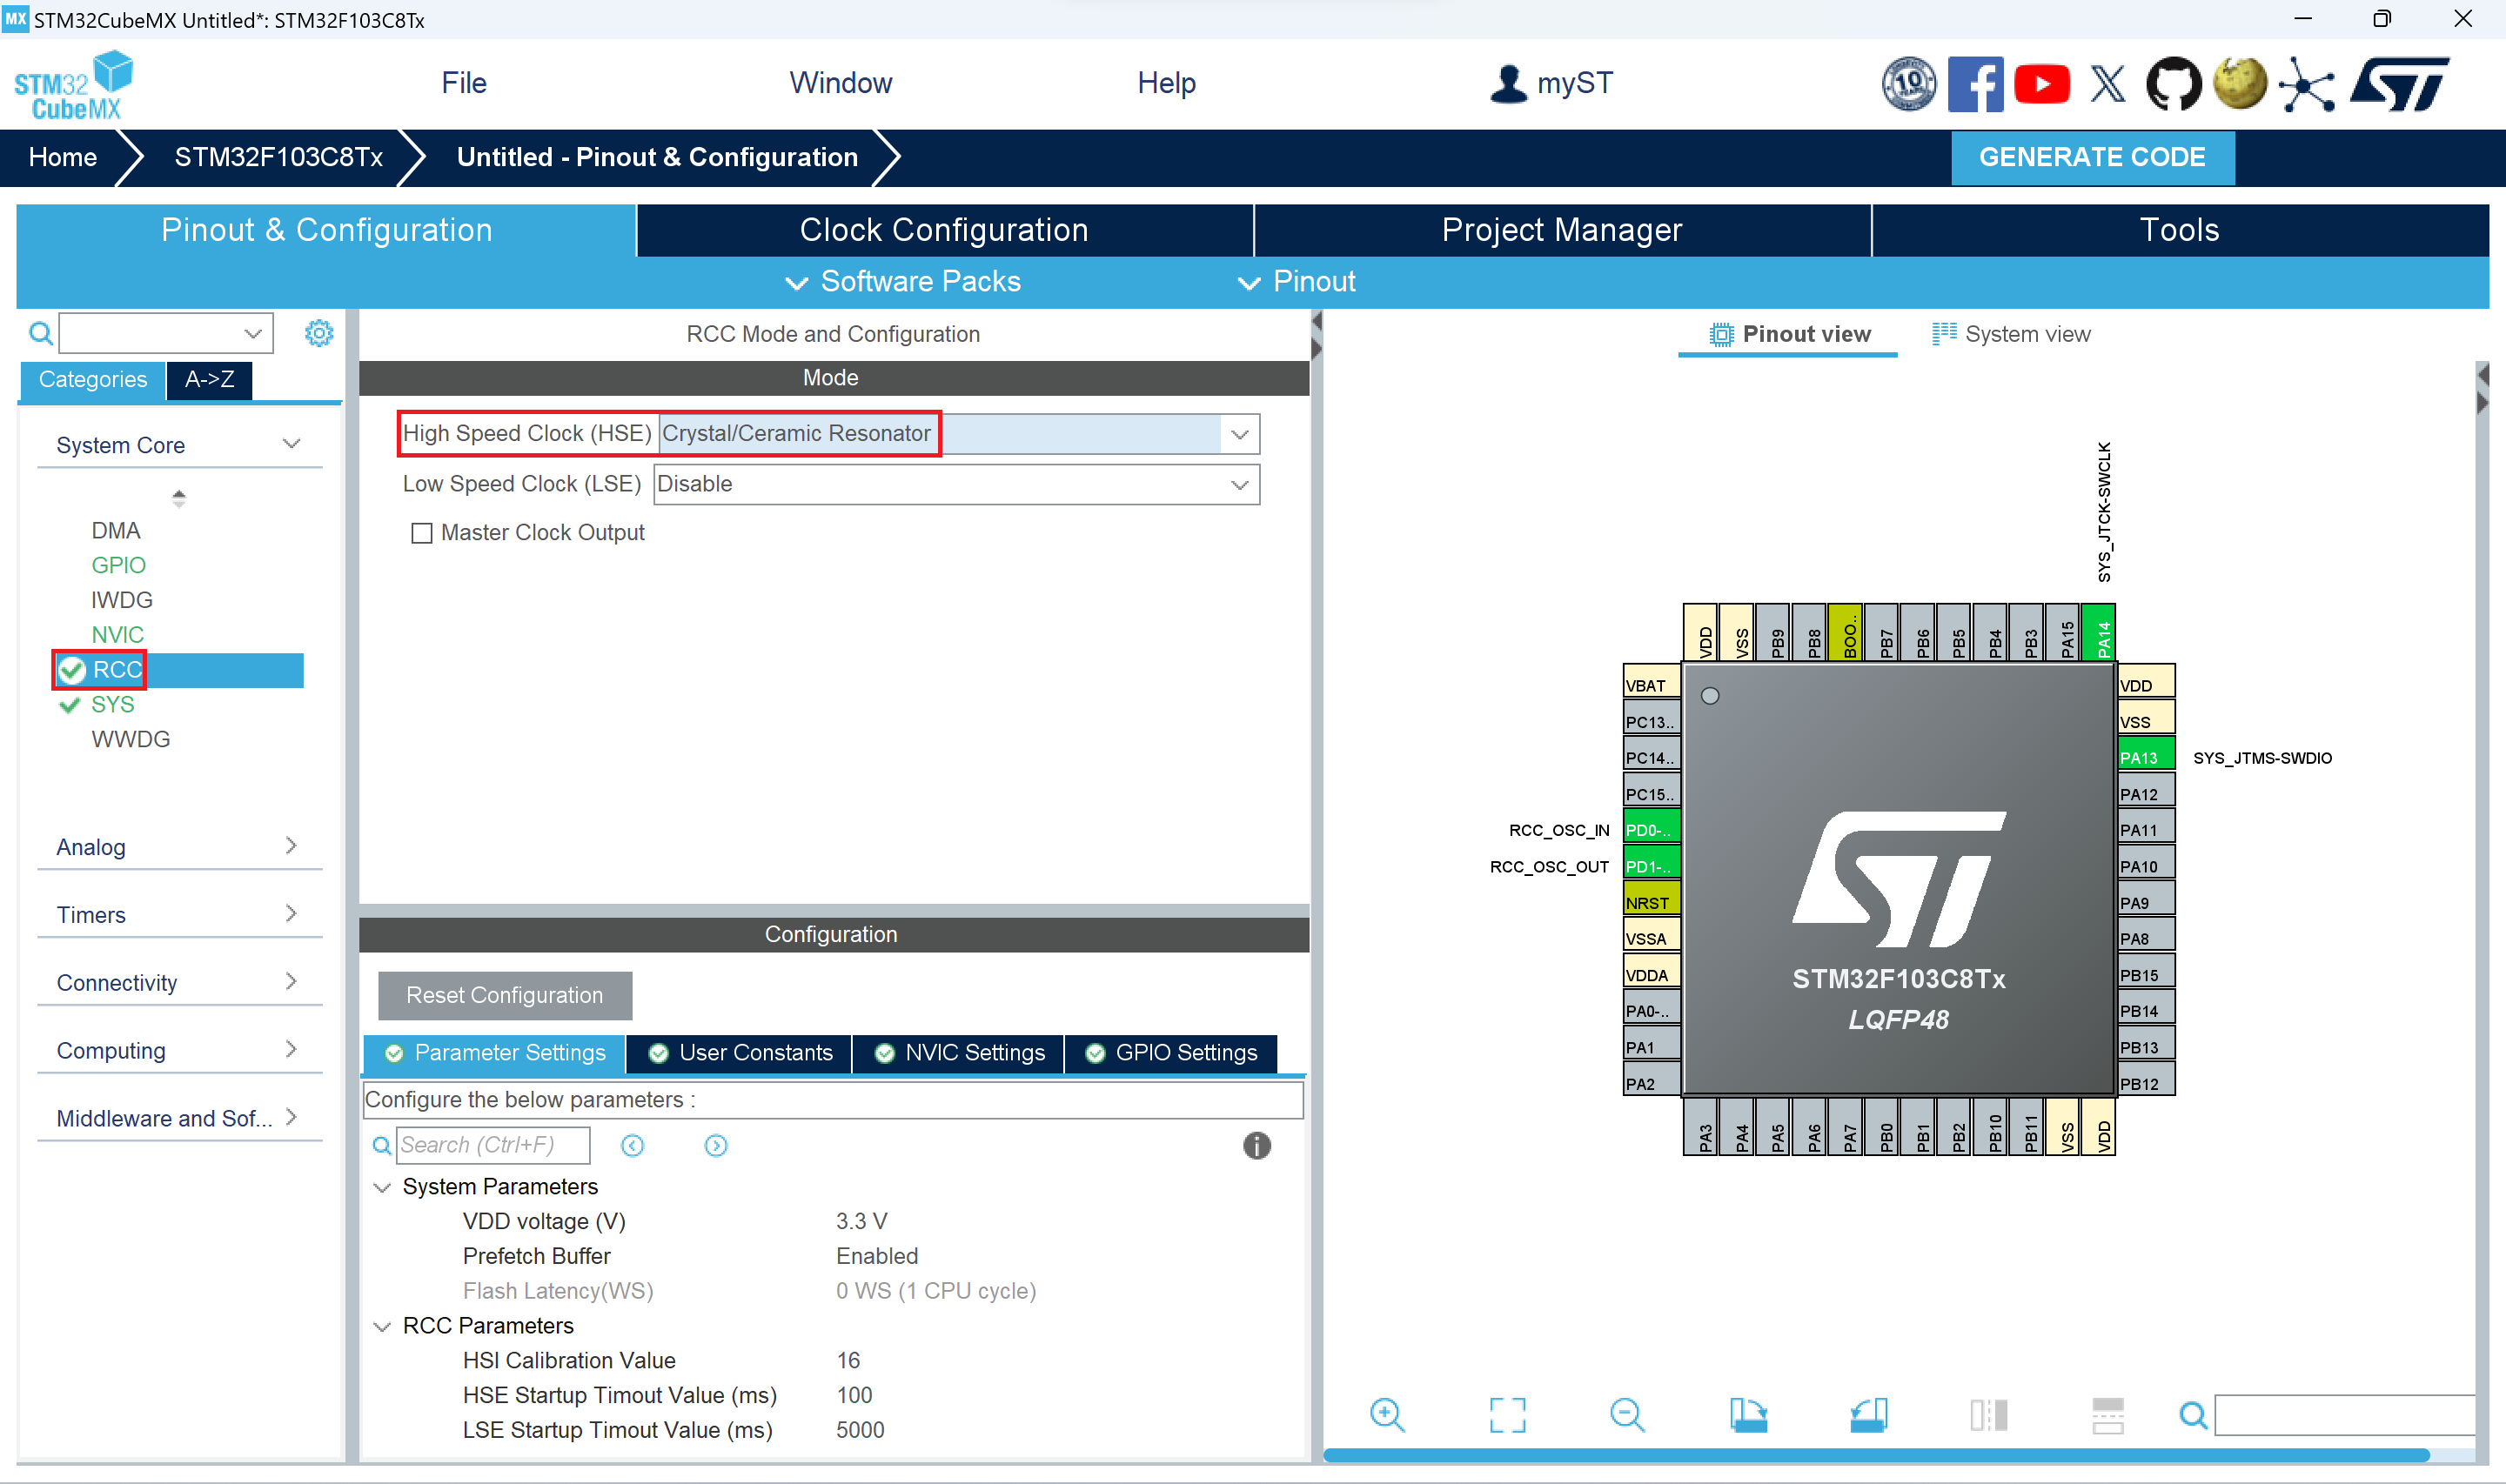 MX STM32CubeMX Untitled*: STM32F103C8Tx
STM32
CubeMX
File
Window
Help
myST
10
Home
STM32F103C8Tx
Untitled - Pinout & Configuration
GENERATE CODE
Pinout & Configuration
Clock Configuration
Project Manager
Tools
Software Packs
Pinout
Categories
A->Z
System Core
DMA
GPIO
IWDG
NVIC
RCC
SYS
WWDG
Analog
Timers
Connectivity
Computing
Middleware and Sof...
RCC Mode and Configuration
Mode
High Speed Clock (HSE) Crystal/Ceramic Resonator
Low Speed Clock (LSE) Disable
Master Clock Output
Configuration
Reset Configuration
Parameter Settings
User Constants
NVIC Settings
GPIO Settings
Configure the below parameters :
Search (Ctrl+F)
System Parameters
VDD voltage (V) 3.3 V
Prefetch Buffer Enabled
Flash Latency(WS) 0 WS (1 CPU cycle)
RCC Parameters
HSI Calibration Value 16
HSE Startup Timout Value (ms) 100
LSE Startup Timout Value (ms) 5000
Pinout view
System view
SYS_JTCK-SWCLK
VDD
VSS
PB9
PB8
BOO..
PB7
PB6
PB5
PB4
PB3
PA15
PA14
VBAT
PC13..
PC14..
PC15..
RCC_OSC_IN PD0-..
RCC_OSC_OUT PD1-..
NRST
VSSA
VDDA
PA0-..
PA1
PA2
ST
STM32F103C8Tx
LQFP48
VDD
VSS
PA13 SYS_JTMS-SWDIO
PA12
PA11
PA10
PA9
PA8
PB15
PB14
PB13
PB12
PA3
PA4
PA5
PA6
PA7
PB0
PB1
PB2
PB10
PB11
VSS
VDD